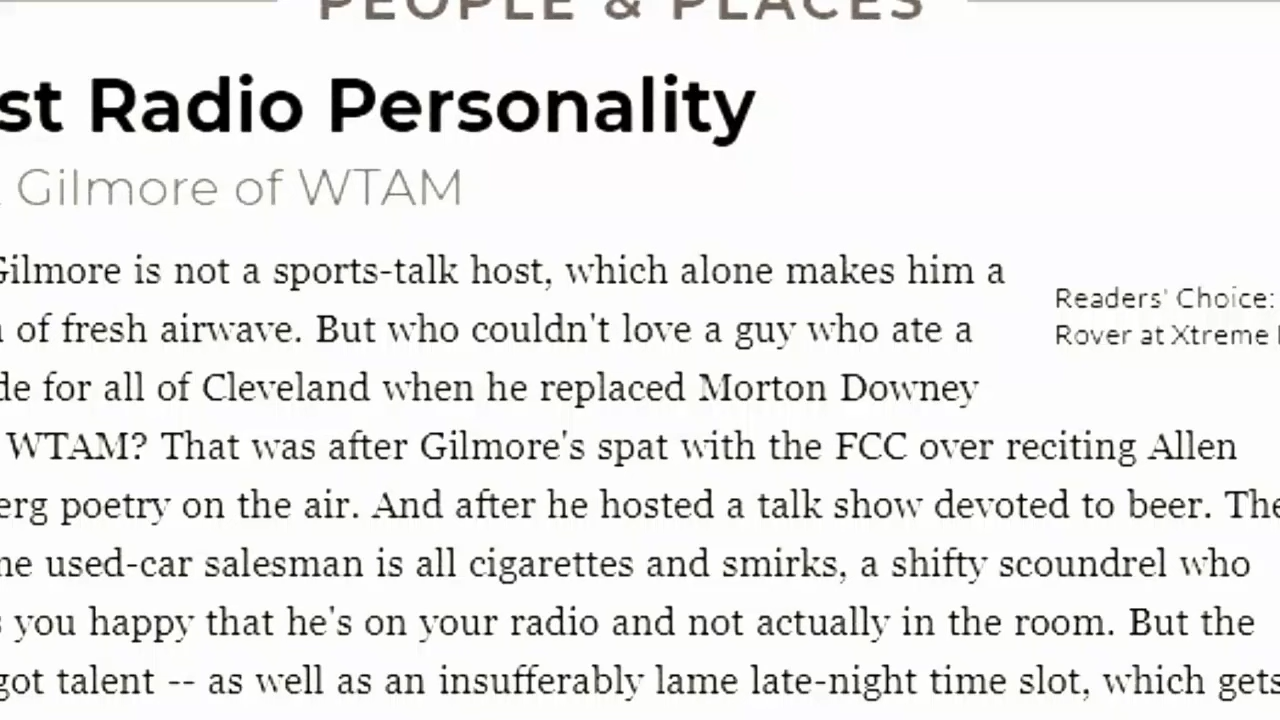 PEOPLE & PLACES
st Radio Personality
Gilmore of WTAM
Gilmore is not a sports-talk host, which alone makes him a
of fresh airwave. But who couldn't love a guy who ate a
de for all of Cleveland when he replaced Morton Downey
WTAM? That was after Gilmore's spat with the FCC over reciting Allen
erg poetry on the air. And after he hosted a talk show devoted to beer. The
ne used-car salesman is all cigarettes and smirks, a shifty scoundrel who
s you happy that he's on your radio and not actually in the room. But the
got talent -- as well as an insufferably lame late-night time slot, which gets
Readers' Choice:
Rover at Xtreme